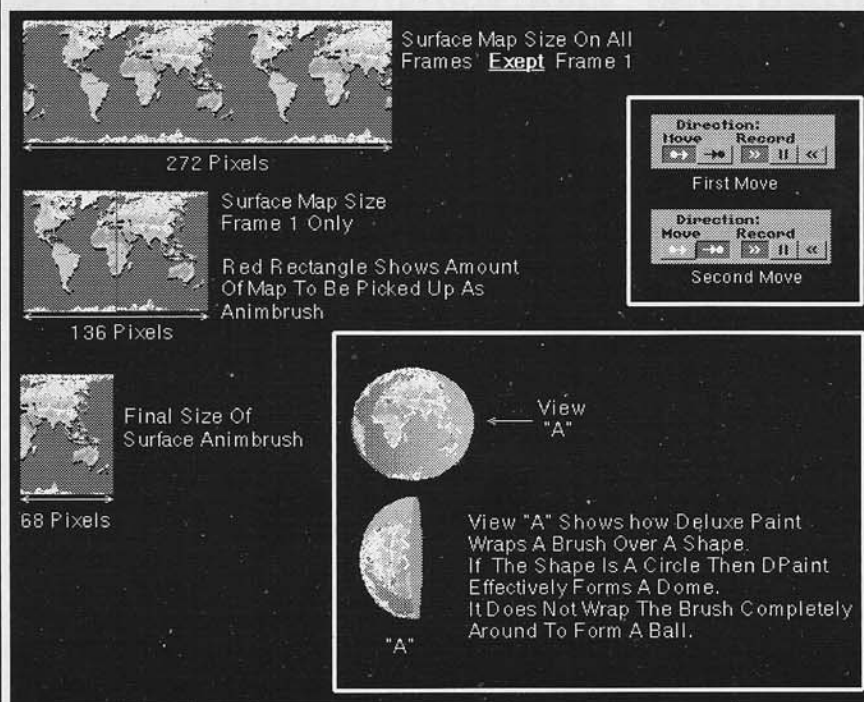 Surface Map Size On All
Frames' Exept Frame 1
272 Pixels
Direction:
Move Record
First Move
Direction:
Move Record
Second Move
Surface Map Size
Frame 1 Only
Red Rectangle Shows Amount
Of Map To Be Picked Up As
Animbrush
136 Pixels
Final Size Of
Surface Animbrush
68 Pixels
View
"A"
View "A" Shows how Deluxe Paint
Wraps A Brush Over A Shape.
If The Shape Is A Circle Then DPaint
Effectively Forms A Dome.
It Does Not Wrap The Brush Completely
Around To Form A Ball.
"A"